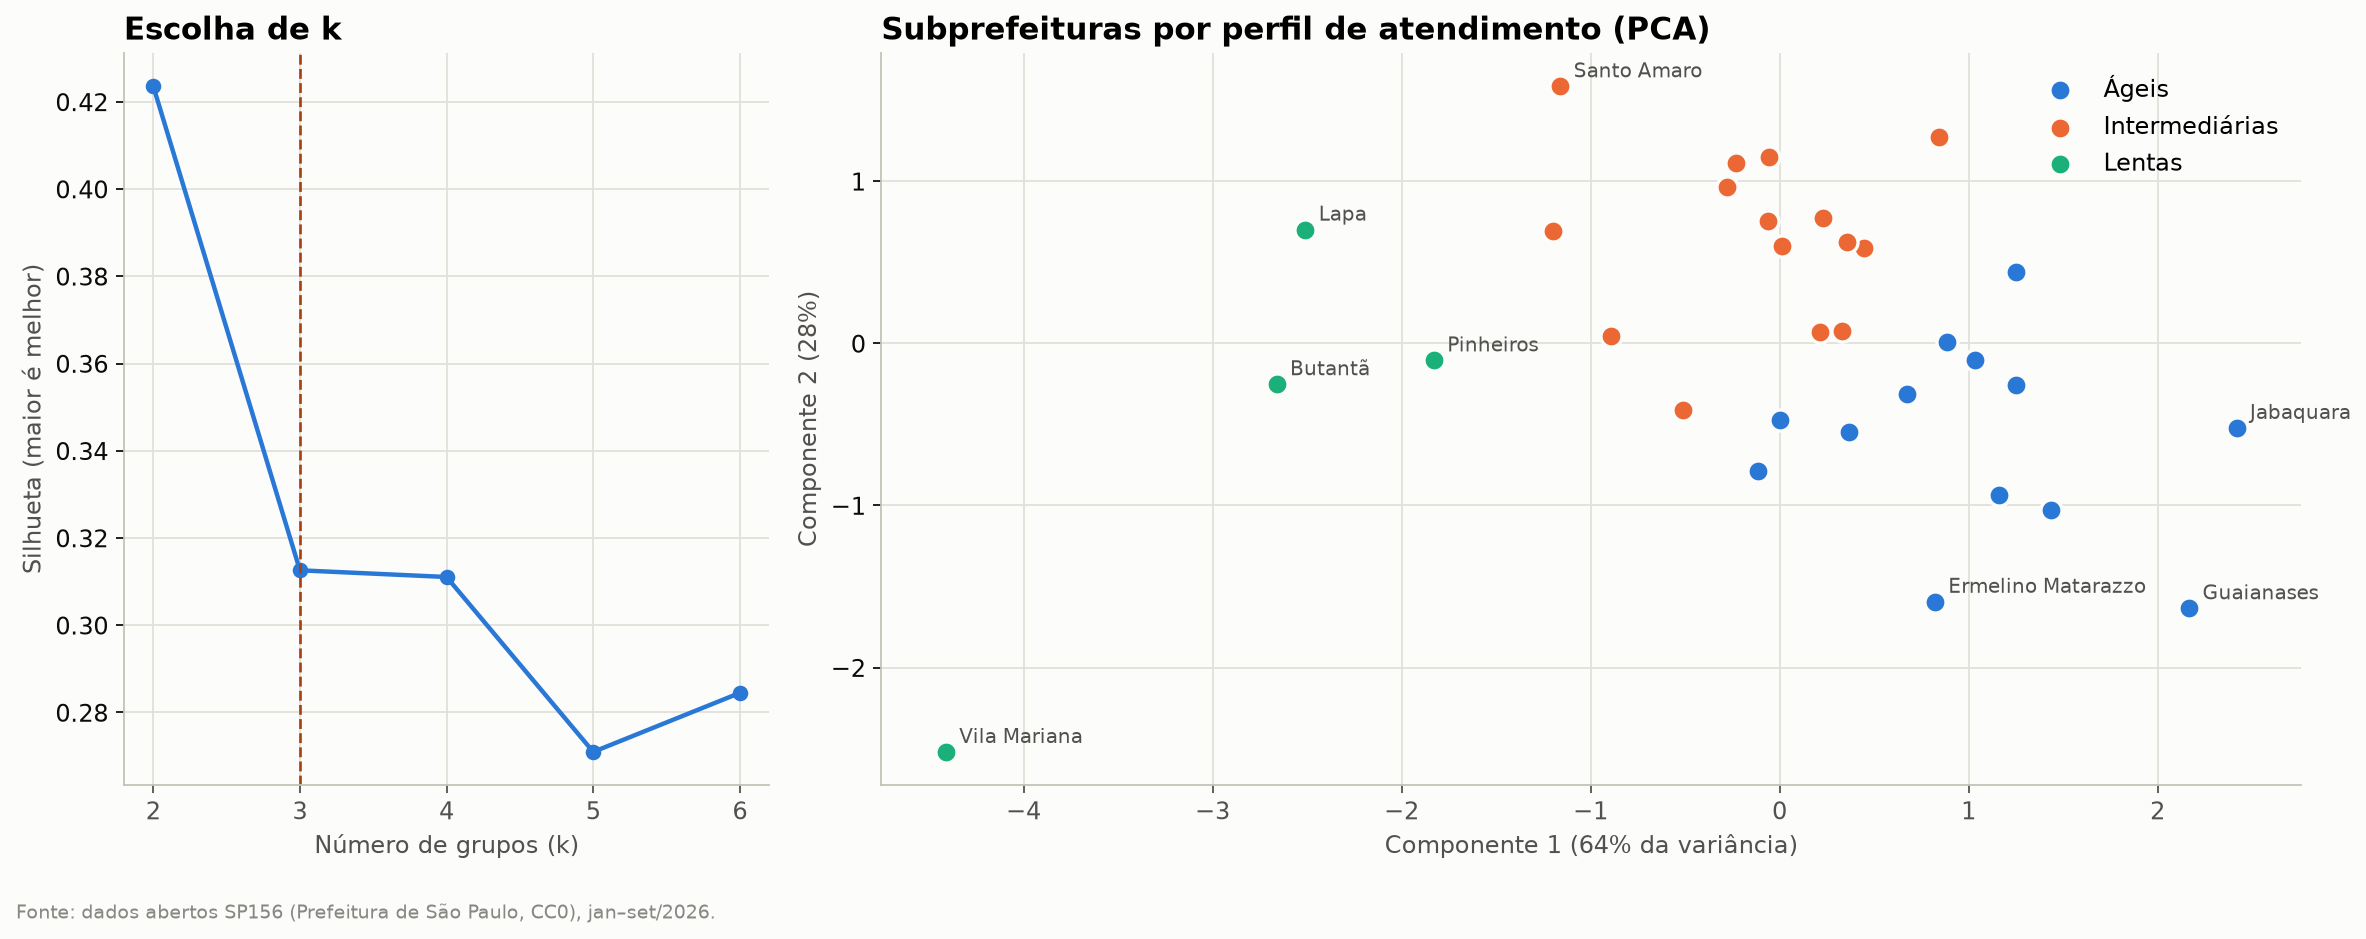 Escolha de k
0.42
0.40
0.38
0.36
0.34
0.32
0.30
0.28
Silhueta (maior é melhor)
2 3 4 5 6
Número de grupos (k)
Subprefeituras por perfil de atendimento (PCA)
Santo Amaro
Ágeis
Intermediárias
Lentas
Lapa
Pinheiros
Butantã
Jabaquara
Ermelino Matarazzo
Guaianases
Vila Mariana
1
0
−1
−2
Componente 2 (28%)
−4 −3 −2 −1 0 1 2
Componente 1 (64% da variância)
Fonte: dados abertos SP156 (Prefeitura de São Paulo, CC0), jan–set/2026.